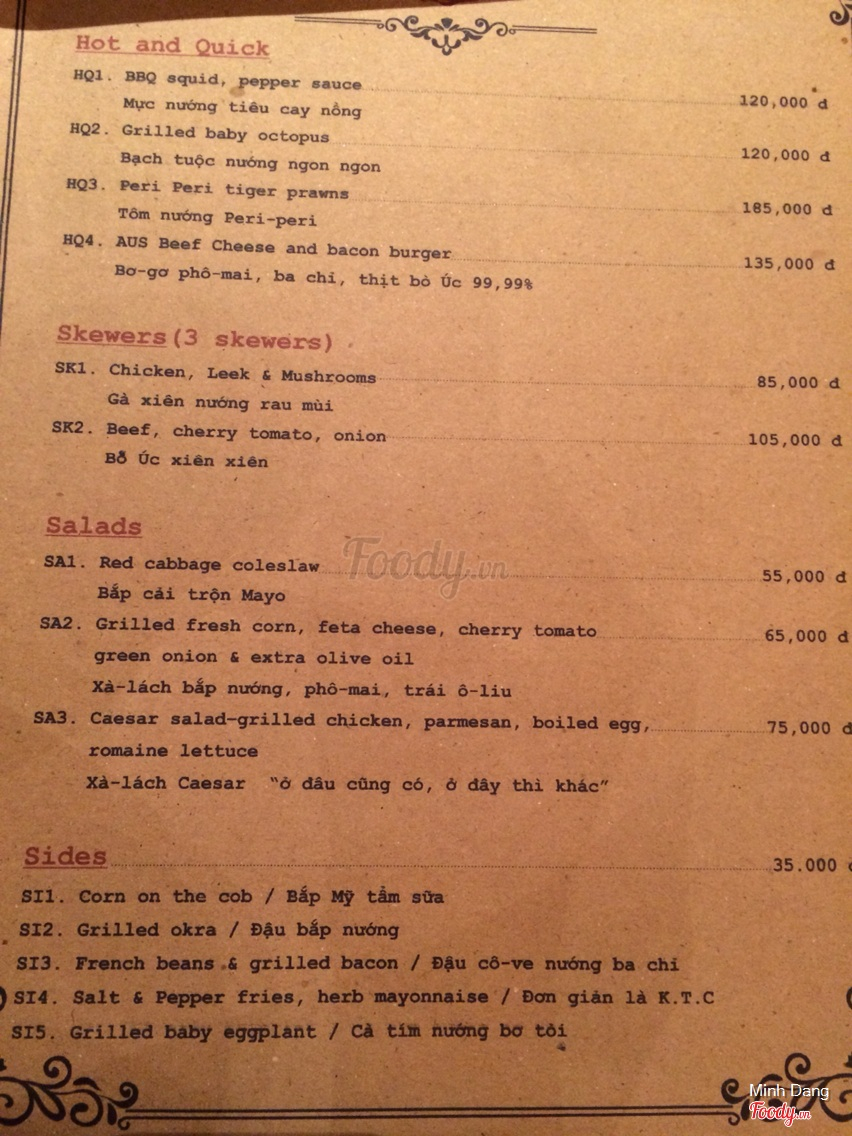 Hot and Quick
HQ1. BBQ squid, pepper sauce 120,000 đ
Mực nướng tiêu cay nồng
HQ2. Grilled baby octopus 120,000 đ
Bạch tuộc nướng ngon ngon
HQ3. Peri Peri tiger prawns 185,000 đ
Tôm nướng Peri-peri
HQ4. AUS Beef Cheese and bacon burger 135,000 đ
Bơ-gơ phô-mai, ba chỉ, thịt bò Úc 99,99%
Skewers(3 skewers)
SK1. Chicken, Leek & Mushrooms 85,000 đ
Gà xiên nướng rau mùi
SK2. Beef, cherry tomato, onion 105,000 đ
Bỗ Úc xiên xiên
Salads
SA1. Red cabbage coleslaw 55,000 đ
Bắp cải trộn Mayo
SA2. Grilled fresh corn, feta cheese, cherry tomato 65,000 đ
green onion & extra olive oil
Xà-lách bắp nướng, phô-mai, trái ô-liu
SA3. Caesar salad-grilled chicken, parmesan, boiled egg, 75,000 đ
romaine lettuce
Xà-lách Caesar "ở đâu cũng có, ở đây thì khác"
Sides 35.000 đ
SI1. Corn on the cob / Bắp Mỹ tẩm sữa
SI2. Grilled okra / Đậu bắp nướng
SI3. French beans & grilled bacon / Đậu cô-ve nướng ba chỉ
SI4. Salt & Pepper fries, herb mayonnaise / Đơn giản là K.T.C
SI5. Grilled baby eggplant / Cà tím nướng bơ tỏi
Foody.vn
Minh Dang
Foody.vn